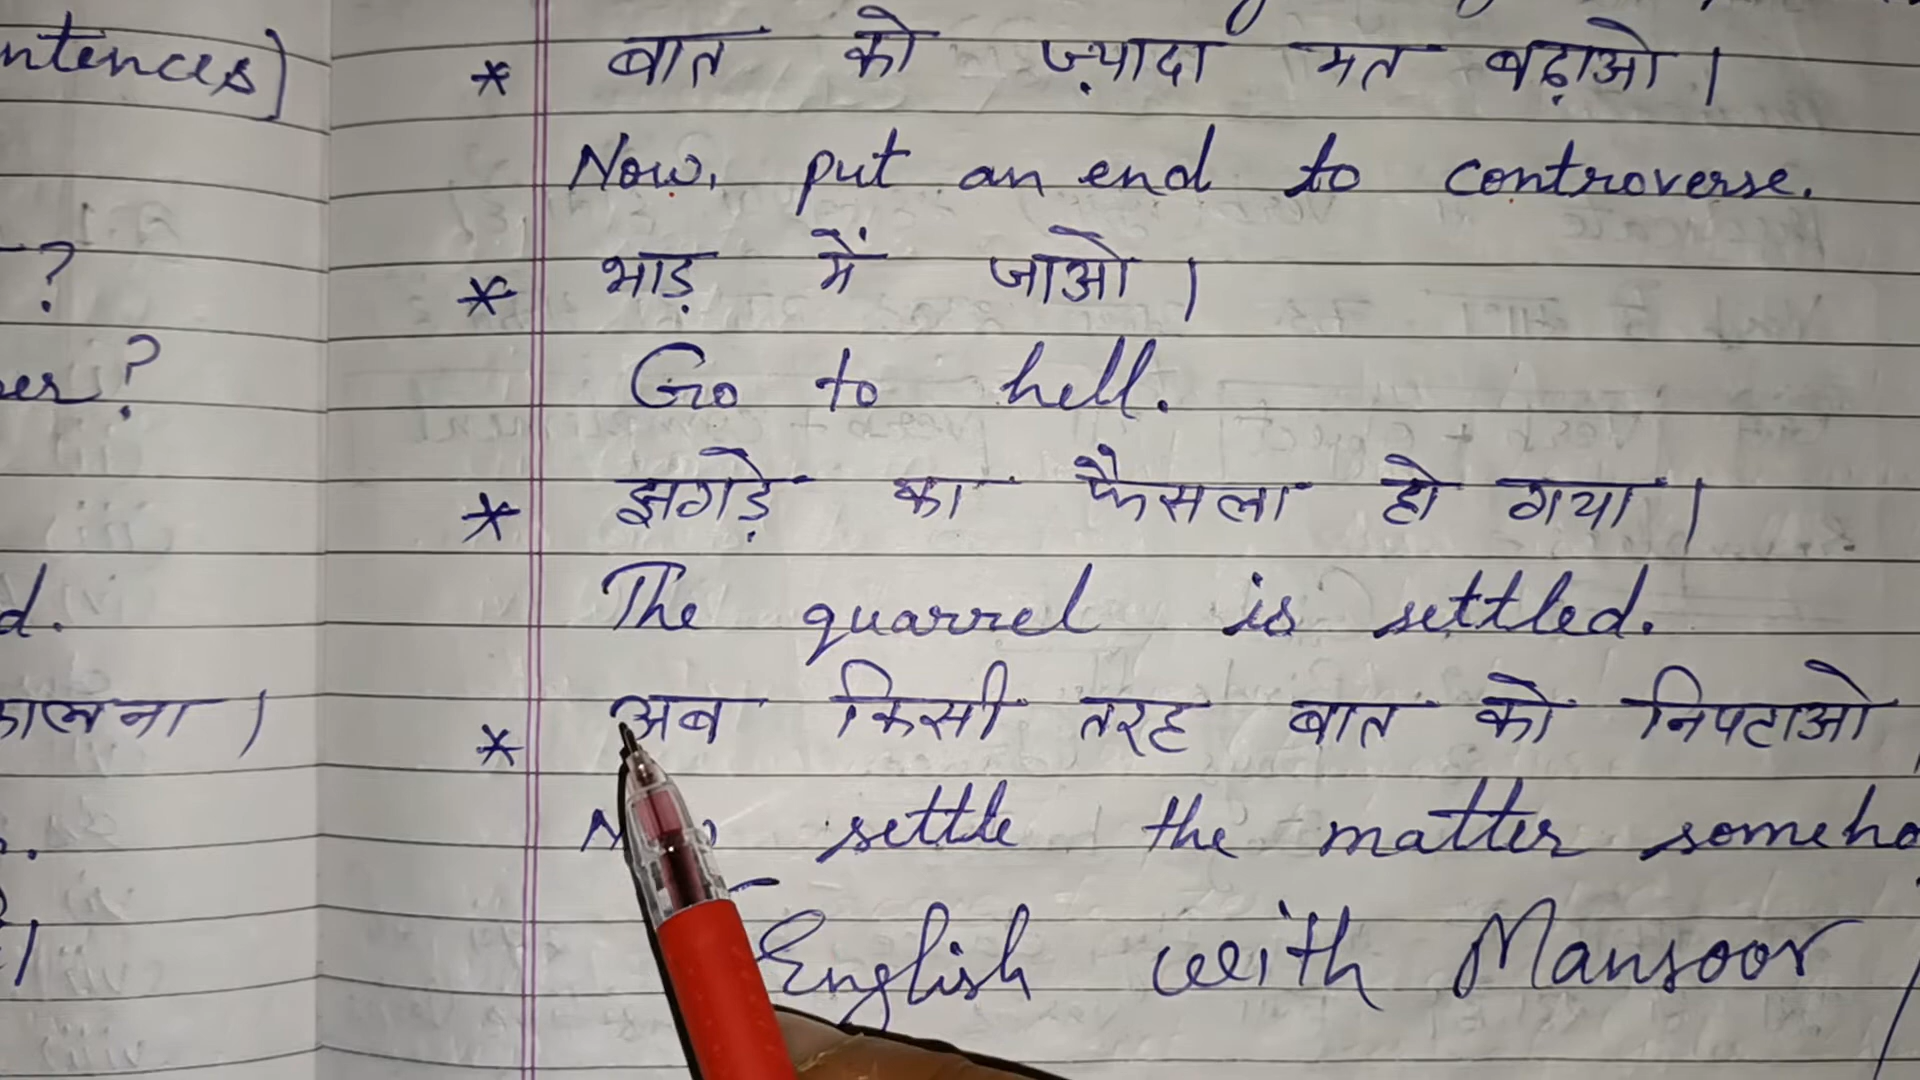 ntences)
* बात को ज़्यादा मत बढ़ाओ।
Now, put an end to controverse.
?
* भाड़ में जाओ।
er?
Go to hell.
* झगड़े का फैसला हो गया।
d.
The quarrel is settled.
ालना।
* अब किसी तरह बात को निपटाओ
settle the matter someho
English with Mansoor